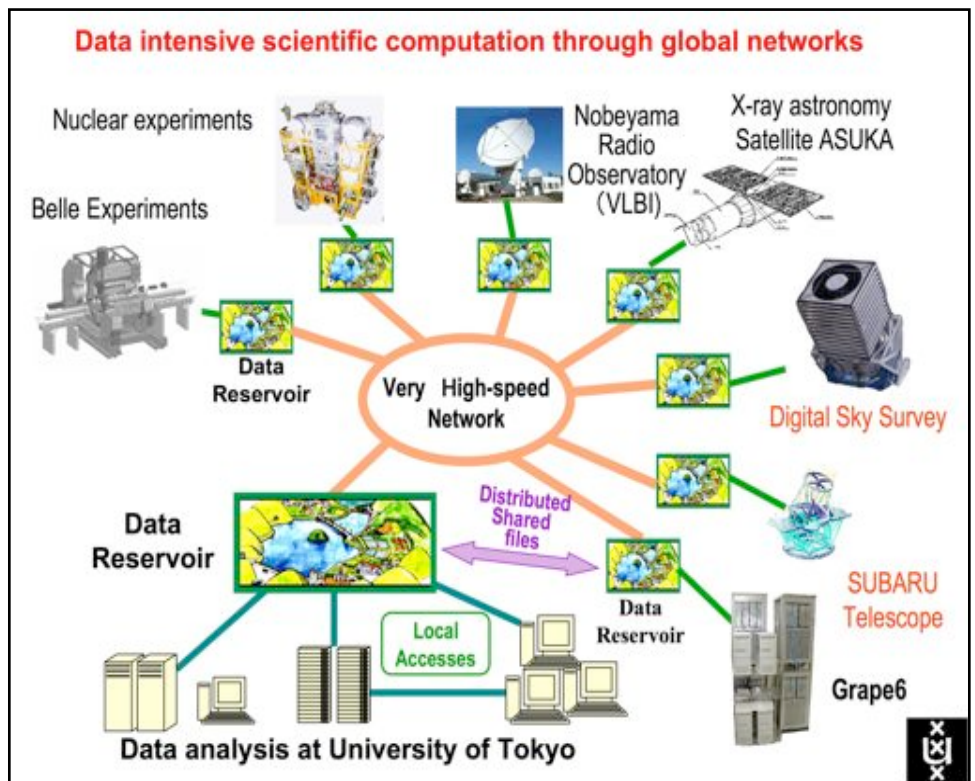 Data intensive scientific computation through global networks
Nuclear experiments
Nobeyama
Radio
Observatory
(VLBI)
X-ray astronomy
Satellite ASUKA
Belle Experiments
Data
Reservoir
Very High-speed
Network
Digital Sky Survey
Data
Reservoir
Distributed
Shared
files
SUBARU
Telescope
Data
Reservoir
Local
Accesses
Grape6
Data analysis at University of Tokyo